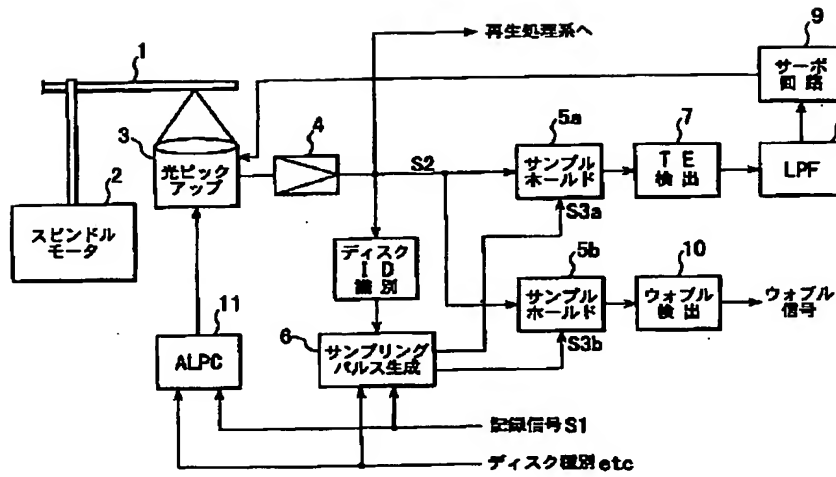 再生処理系へ
9
サーボ
回路
1
3
光ピック
アップ
4
S2
5a
サンプル
ホールド
S3a
7
TE
検出
LPF
2
スピンドル
モータ
ディスク
ID
識別
5b
サンプル
ホールド
S3b
10
ウォブル
検出
ウォブル
信号
11
ALPC
6
サンプリング
パルス生成
記録信号S1
ディスク種別etc